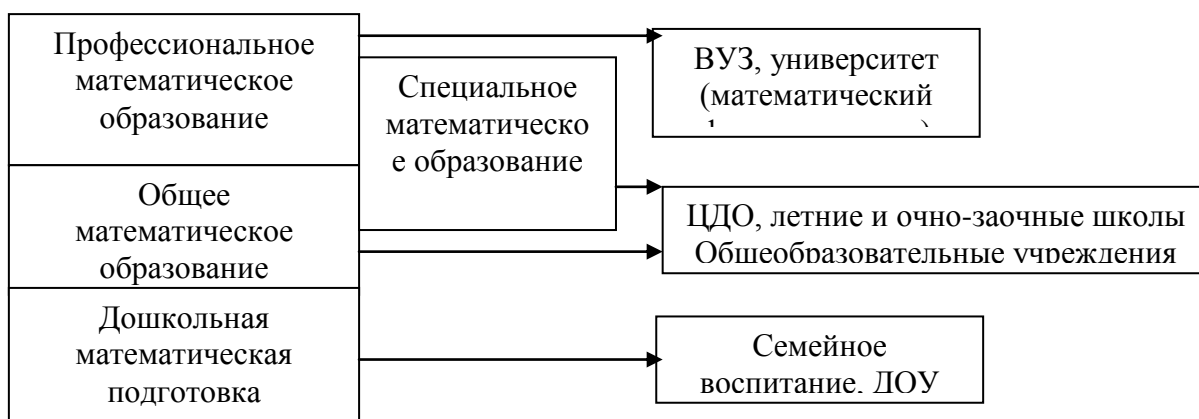 Профессиональное
математическое
образование
Специальное
математическо
е образование
ВУЗ, университет
(математический
Общее
математическое
образование
ЦДО, летние и очно-заочные школы
Общеобразовательные учреждения
Дошкольная
математическая
подготовка
Семейное
воспитание, ДОУ